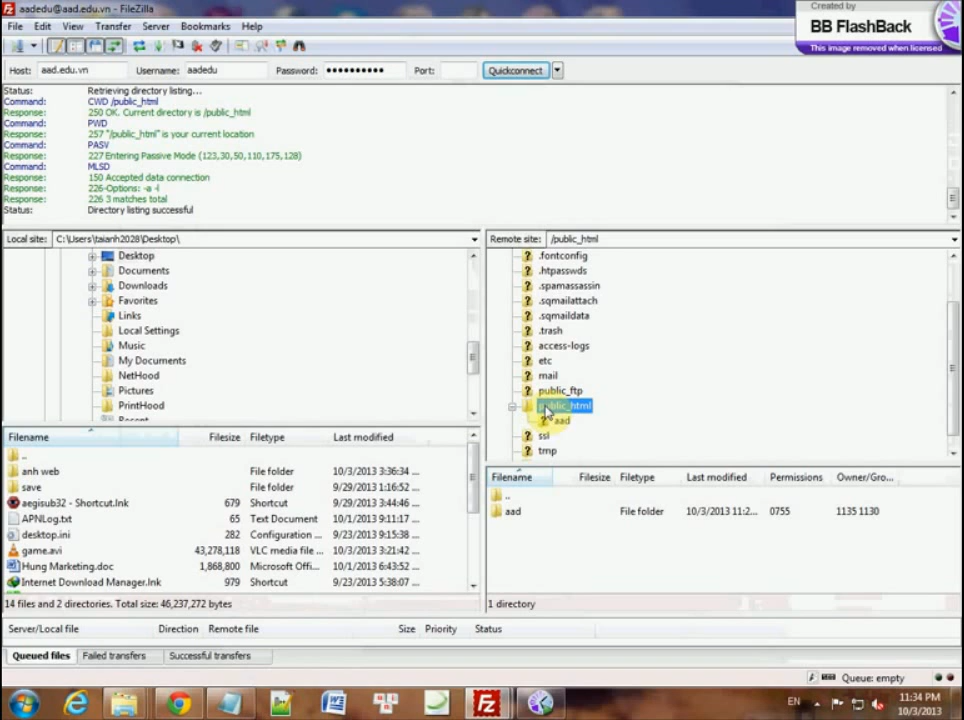 aadedu@aad.edu.vn - FileZilla
Created by
BB FlashBack
This image removed when licensed
File Edit View Transfer Server Bookmarks Help
Host: aad.edu.vn Username: aadedu Password: •••••••••• Port: Quickconnect
Status: Retrieving directory listing...
Command: CWD /public_html
Response: 250 OK. Current directory is /public_html
Command: PWD
Response: 257 "/public_html" is your current location
Command: PASV
Response: 227 Entering Passive Mode (123,30,50,110,175,128)
Command: MLSD
Response: 150 Accepted data connection
Response: 226-Options: -a -l
Response: 226 3 matches total
Status: Directory listing successful
Local site: C:\Users\taianh2028\Desktop\
Desktop
Documents
Downloads
Favorites
Links
Local Settings
Music
My Documents
NetHood
Pictures
PrintHood
Recent
Filename Filesize Filetype Last modified
..
anh web File folder 10/3/2013 3:36:34 ...
save File folder 9/29/2013 1:16:52 ...
aegisub32 - Shortcut.lnk 679 Shortcut 9/29/2013 3:44:46 ...
APNLog.txt 65 Text Document 10/1/2013 9:11:17 ...
desktop.ini 282 Configuration ... 9/23/2013 9:15:38 ...
game.avi 43,278,118 VLC media file ... 10/3/2013 3:21:42 ...
Hung Marketing.doc 1,868,800 Microsoft Offi... 10/1/2013 6:43:52 ...
Internet Download Manager.lnk 979 Shortcut 9/23/2013 5:38:07 ...
14 files and 2 directories. Total size: 46,237,272 bytes
Remote site: /public_html
.fontconfig
.htpasswds
.spamassassin
.sqmailattach
.sqmaildata
.trash
access-logs
etc
mail
public_ftp
public_html
aad
ssl
tmp
Filename Filesize Filetype Last modified Permissions Owner/Gro...
..
aad File folder 10/3/2013 11:2... 0755 1135 1130
1 directory
Server/Local file Direction Remote file Size Priority Status
Queued files Failed transfers Successful transfers
Queue: empty
EN
11:34 PM
10/3/2013